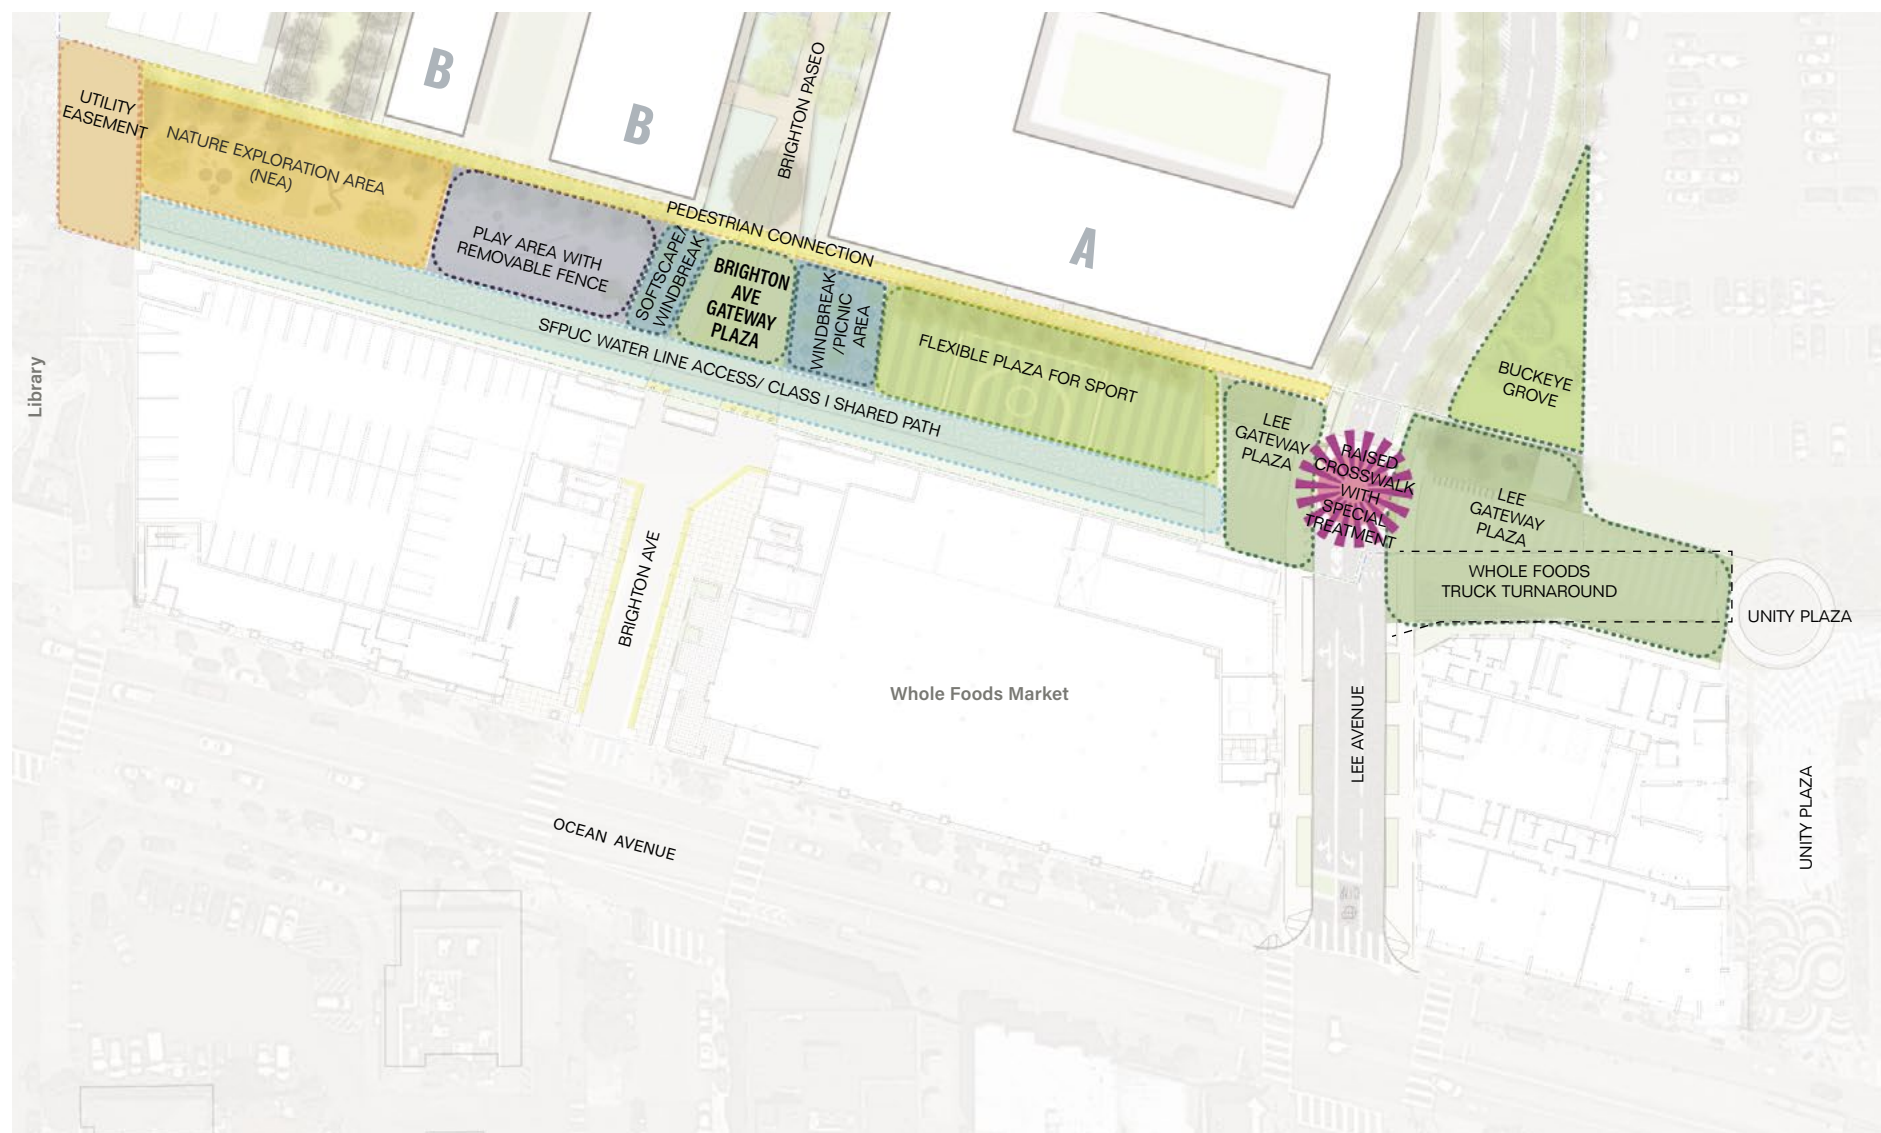 B
B
A
BRIGHTON PASEO
UTILITY
EASEMENT
NATURE EXPLORATION AREA
(NEA)
PLAY AREA WITH
REMOVABLE FENCE
PEDESTRIAN CONNECTION
SOFTSCAPE/
WINDBREAK
BRIGHTON
AVE
GATEWAY
PLAZA
WINDBREAK
/PICNIC
AREA
FLEXIBLE PLAZA FOR SPORT
SFPUC WATER LINE ACCESS/ CLASS I SHARED PATH
LEE
GATEWAY
PLAZA
RAISED
CROSSWALK
WITH
SPECIAL
TREATMENT
BUCKEYE
GROVE
LEE
GATEWAY
PLAZA
WHOLE FOODS
TRUCK TURNAROUND
UNITY PLAZA
Library
BRIGHTON AVE
Whole Foods Market
LEE AVENUE
UNITY PLAZA
OCEAN AVENUE